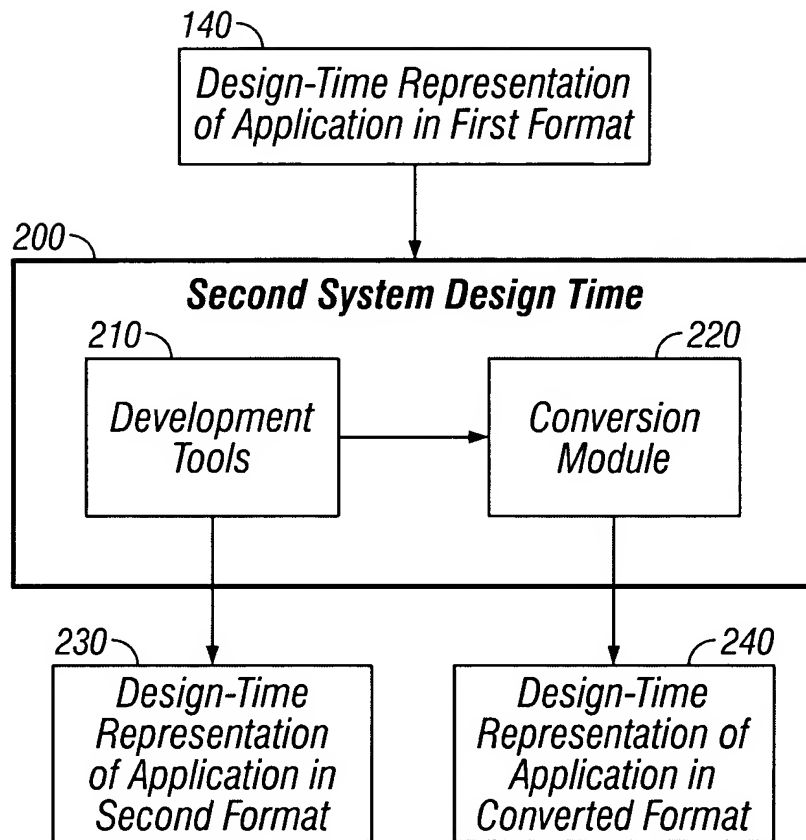 140
Design-Time Representation
of Application in First Format
200
Second System Design Time
210
220
Development
Tools
Conversion
Module
230
240
Design-Time
Representation
of Application in
Second Format
Design-Time
Representation of
Application in
Converted Format